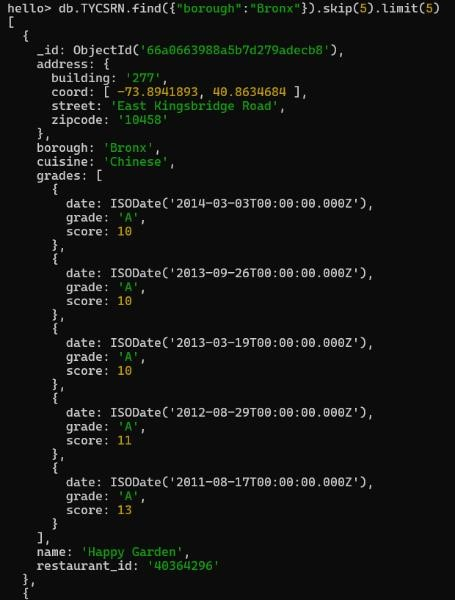 hello> db.TYCSRN.find({"borough":"Bronx"}).skip(5).limit(5)
[
  {
    _id: ObjectId('66a0663988a5b7d279adecb8'),
    address: {
      building: '277',
      coord: [ -73.8941893, 40.8634684 ],
      street: 'East Kingsbridge Road',
      zipcode: '10458'
    },
    borough: 'Bronx',
    cuisine: 'Chinese',
    grades: [
      {
        date: ISODate('2014-03-03T00:00:00.000Z'),
        grade: 'A',
        score: 10
      },
      {
        date: ISODate('2013-09-26T00:00:00.000Z'),
        grade: 'A',
        score: 10
      },
      {
        date: ISODate('2013-03-19T00:00:00.000Z'),
        grade: 'A',
        score: 10
      },
      {
        date: ISODate('2012-08-29T00:00:00.000Z'),
        grade: 'A',
        score: 11
      },
      {
        date: ISODate('2011-08-17T00:00:00.000Z'),
        grade: 'A',
        score: 13
      }
    ],
    name: 'Happy Garden',
    restaurant_id: '40364296'
  },
  {